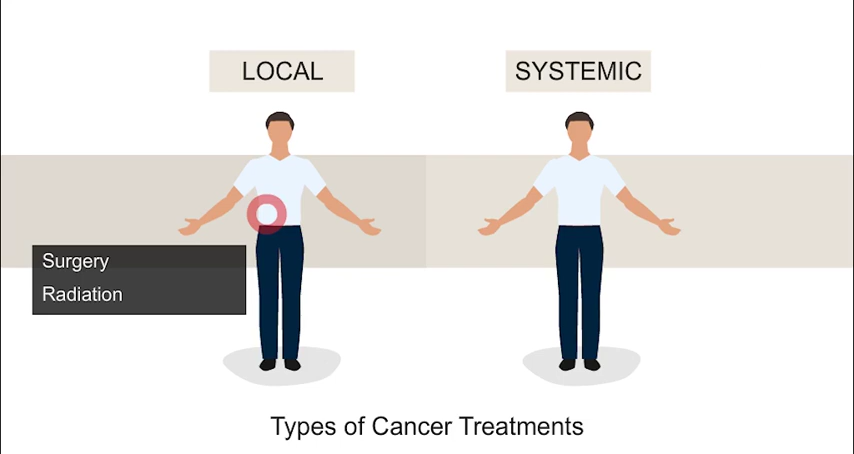 LOCAL
SYSTEMIC
Surgery
Radiation
Types of Cancer Treatments